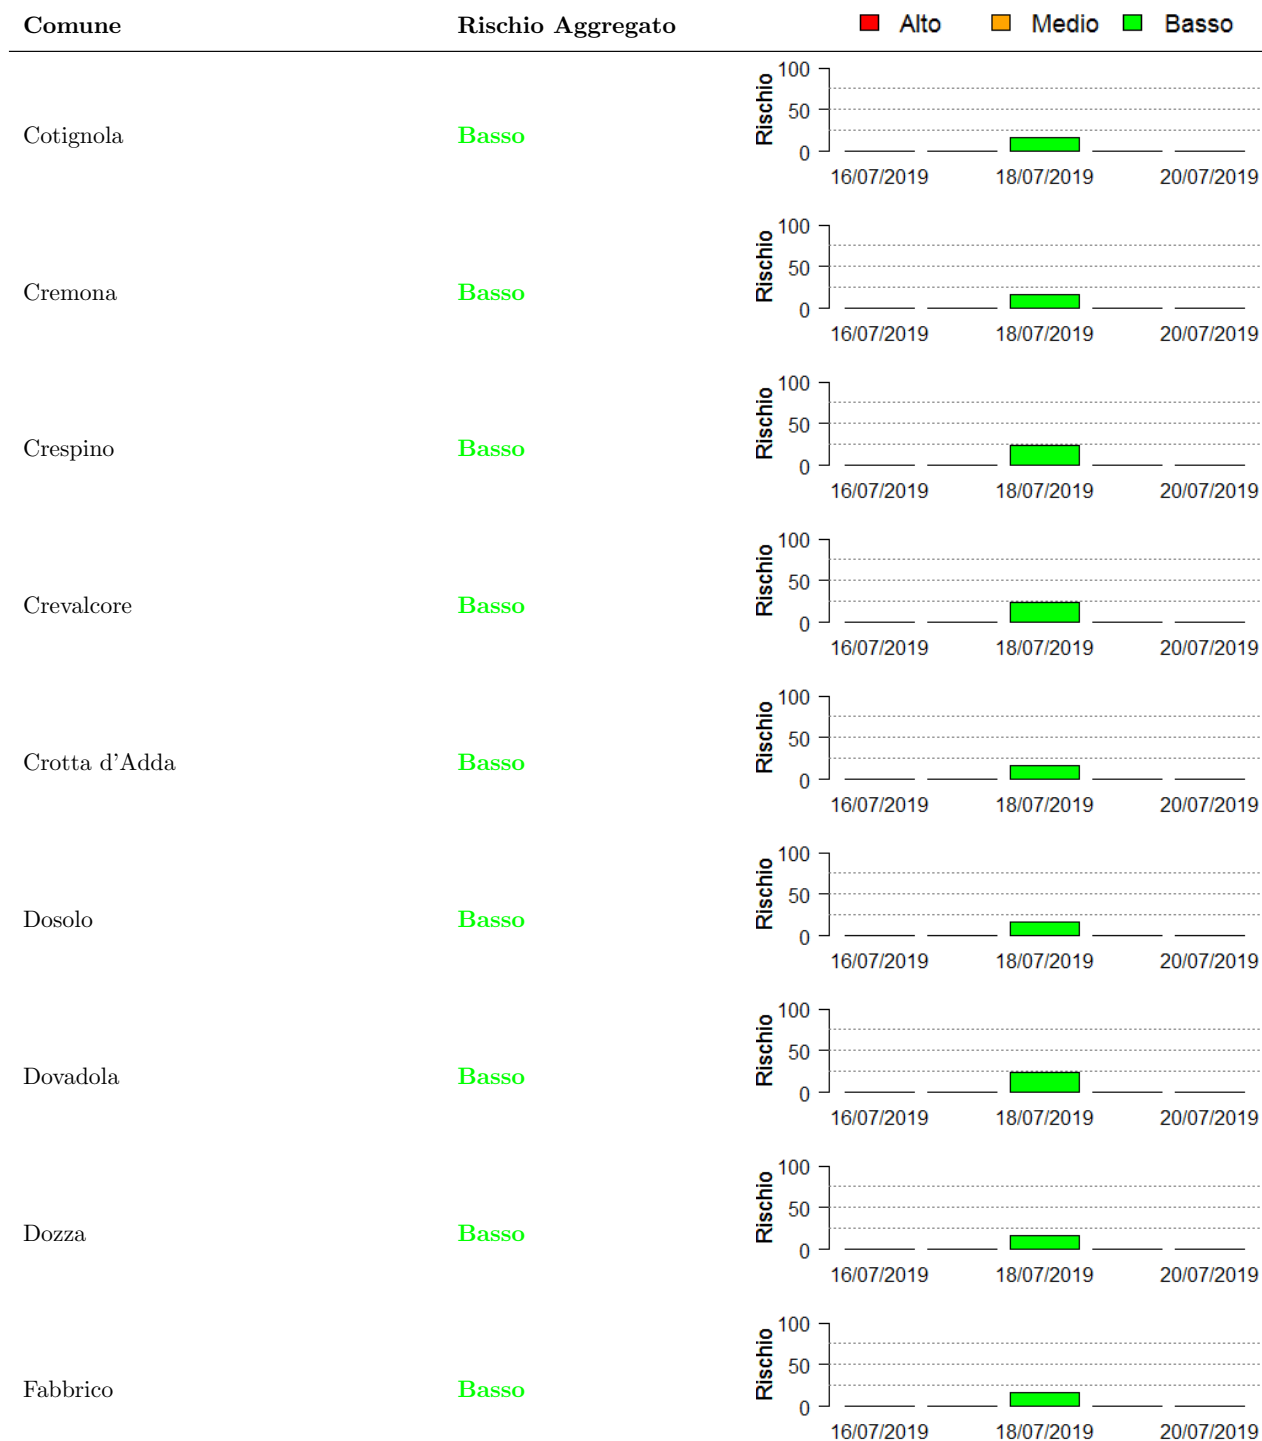 Comune Rischio Aggregato Alto Medio Basso
Cotignola Basso
Rischio
100
50
0
16/07/2019 18/07/2019 20/07/2019
Cremona Basso
Rischio
100
50
0
16/07/2019 18/07/2019 20/07/2019
Crespino Basso
Rischio
100
50
0
16/07/2019 18/07/2019 20/07/2019
Crevalcore Basso
Rischio
100
50
0
16/07/2019 18/07/2019 20/07/2019
Crotta d'Adda Basso
Rischio
100
50
0
16/07/2019 18/07/2019 20/07/2019
Dosolo Basso
Rischio
100
50
0
16/07/2019 18/07/2019 20/07/2019
Dovadola Basso
Rischio
100
50
0
16/07/2019 18/07/2019 20/07/2019
Dozza Basso
Rischio
100
50
0
16/07/2019 18/07/2019 20/07/2019
Fabbrico Basso
Rischio
100
50
0
16/07/2019 18/07/2019 20/07/2019